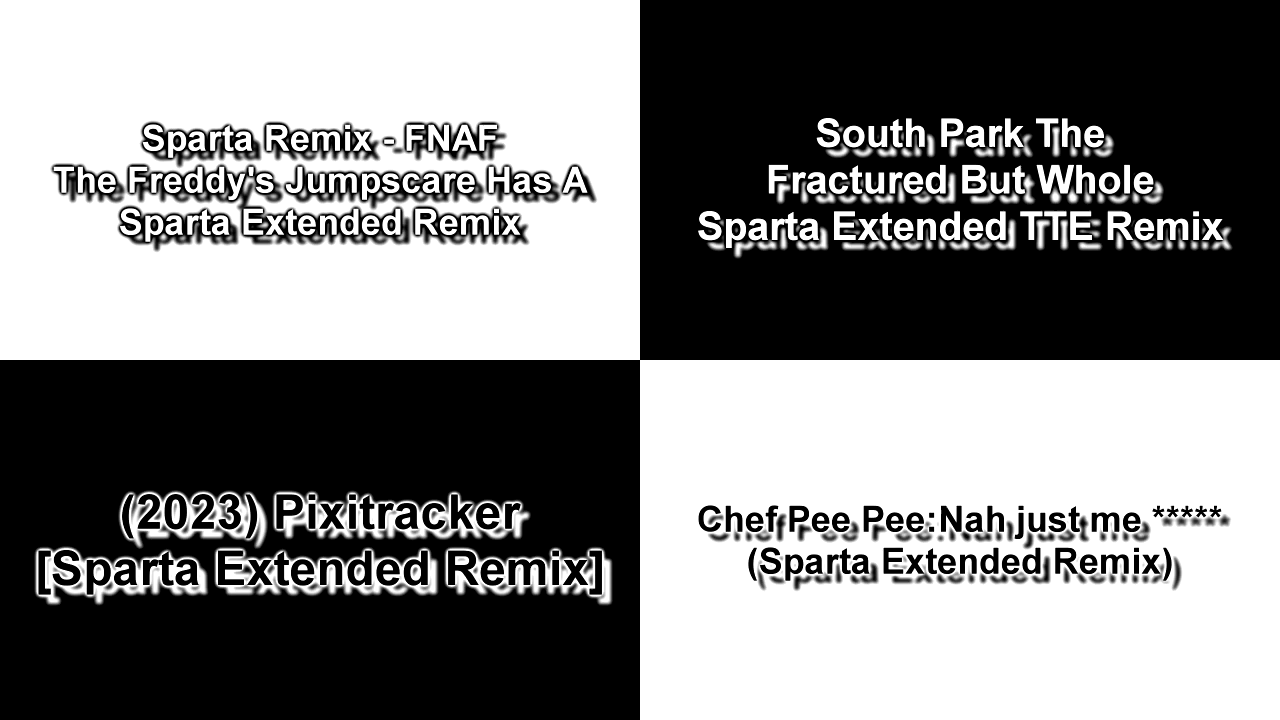 Sparta Remix - FNAF
The Freddy's Jumpscare Has A
Sparta Extended Remix
South Park The
Fractured But Whole
Sparta Extended TTE Remix
(2023) Pixitracker
[Sparta Extended Remix]
Chef Pee Pee:Nah just me *****
(Sparta Extended Remix)